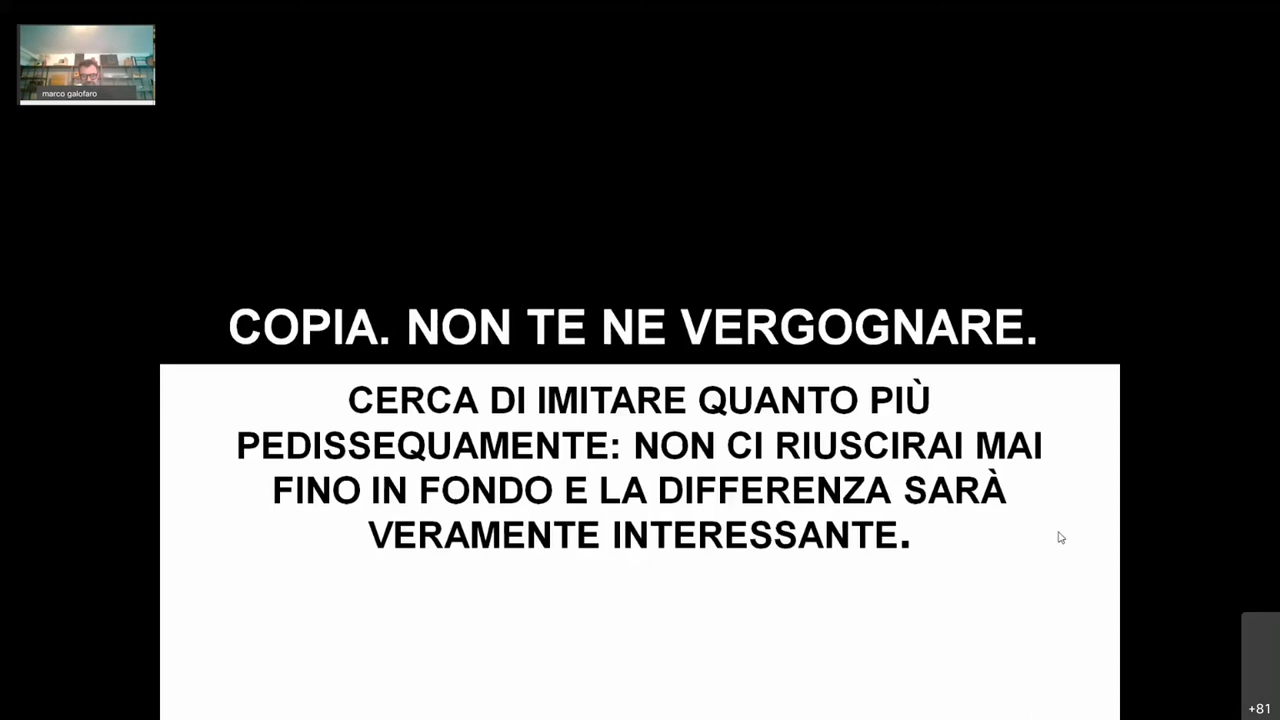 marco galofaro
COPIA. NON TE NE VERGOGNARE.
CERCA DI IMITARE QUANTO PIÙ
PEDISSEQUAMENTE: NON CI RIUSCIRAI MAI
FINO IN FONDO E LA DIFFERENZA SARÀ
VERAMENTE INTERESSANTE.
+81